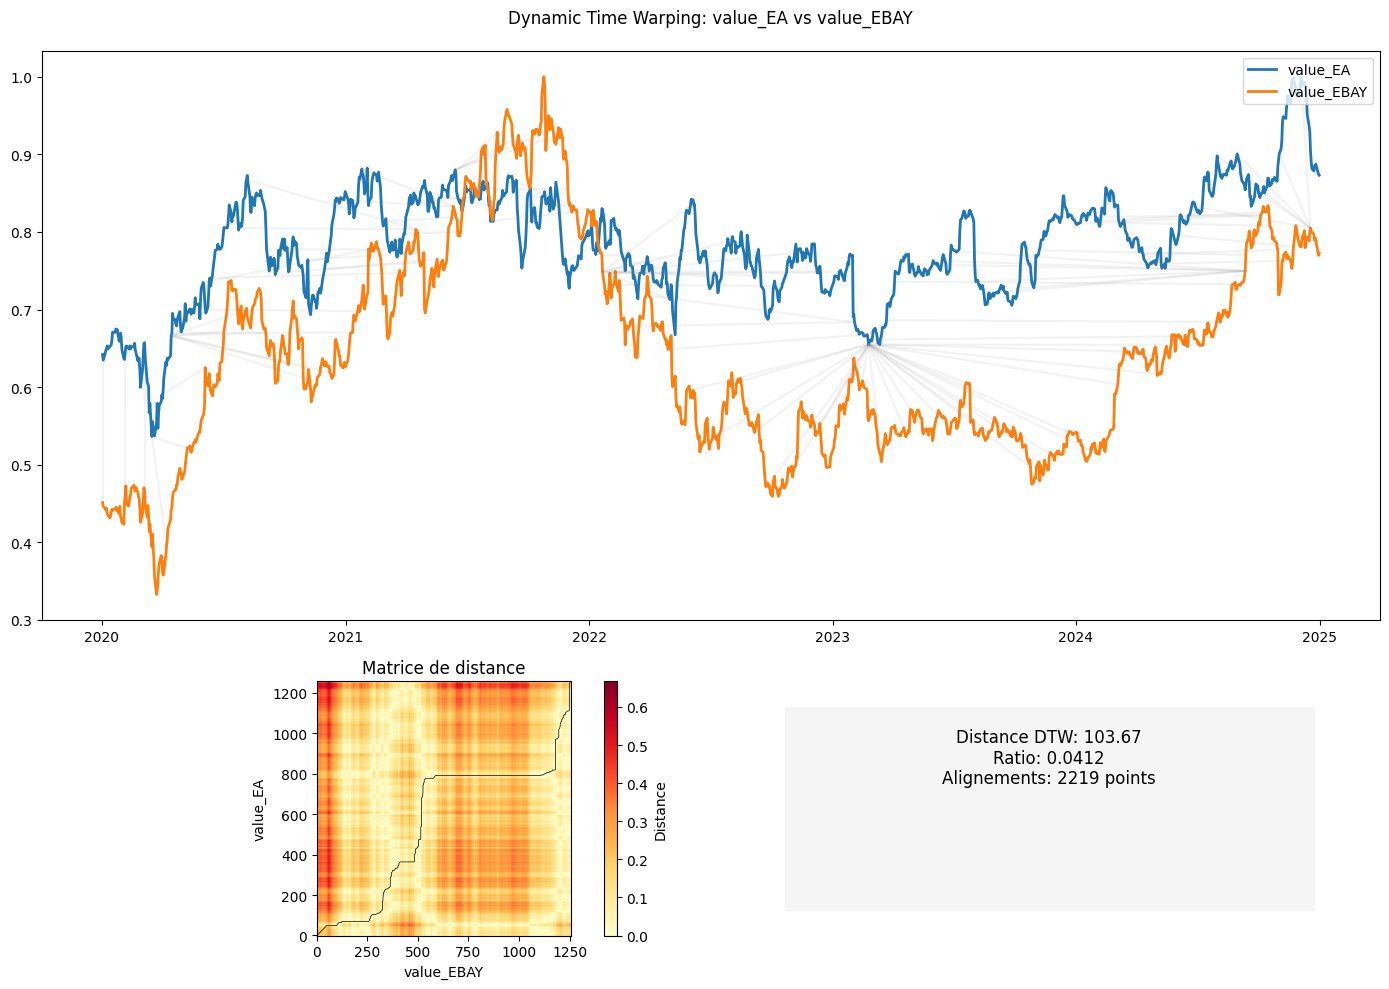 Dynamic Time Warping: value_EA vs value_EBAY
1.0
0.9
0.8
0.7
0.6
0.5
0.4
0.3
value_EA
value_EBAY
2020 2021 2022 2023 2024 2025
Matrice de distance
1200
1000
800
600
400
200
0
value_EA
0 250 500 750 1000 1250
value_EBAY
0.6
0.5
0.4
0.3
0.2
0.1
0.0
Distance
Distance DTW: 103.67
Ratio: 0.0412
Alignements: 2219 points